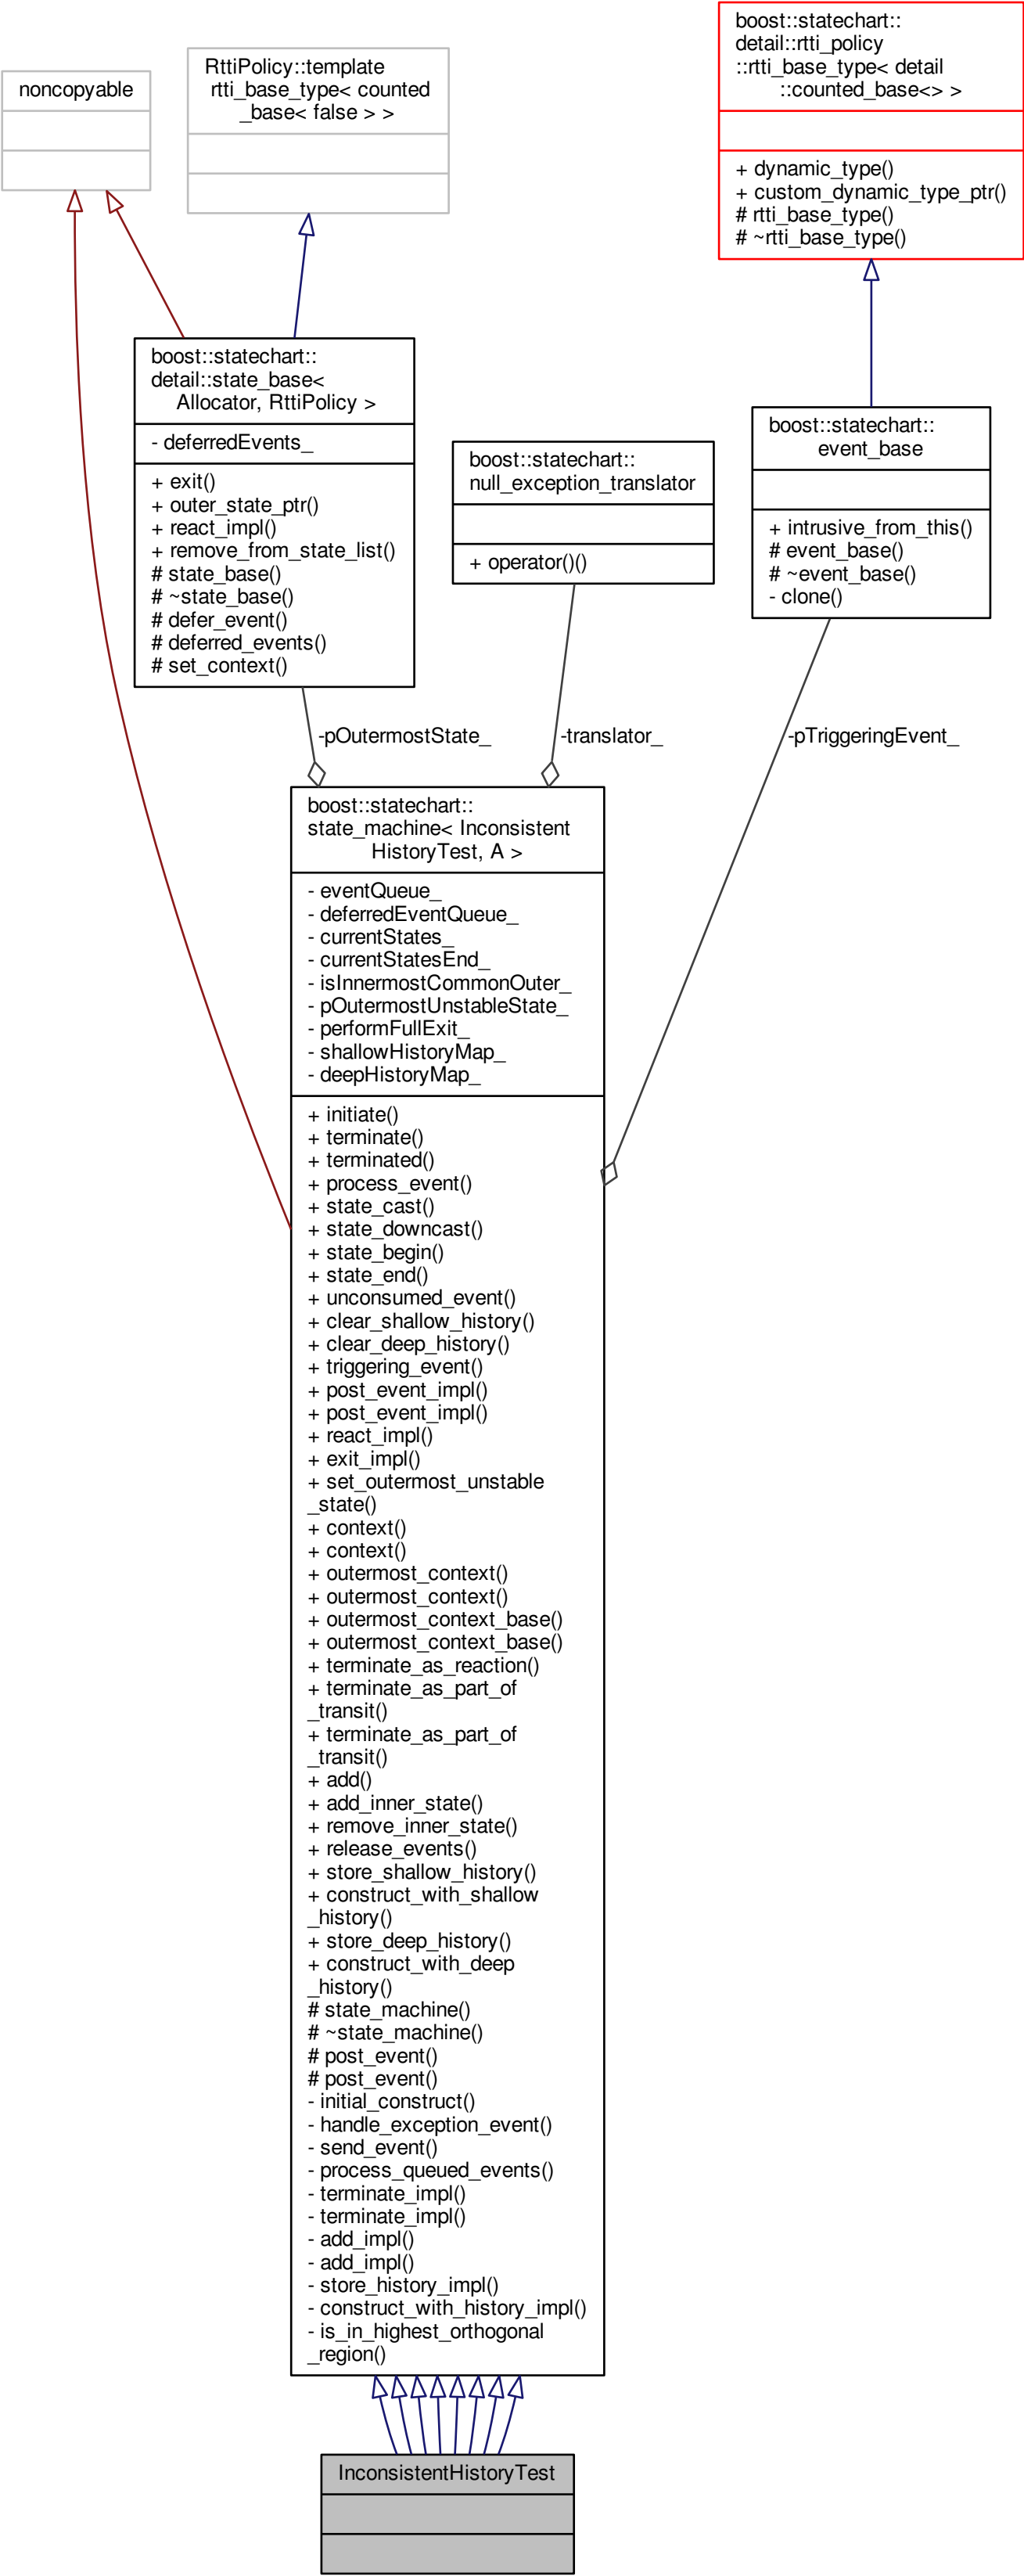 noncopyable
RttiPolicy::template
rtti_base_type< counted
_base< false > >
boost::statechart::
detail::rtti_policy
::rtti_base_type< detail
::counted_base<> >
+ dynamic_type()
+ custom_dynamic_type_ptr()
# rtti_base_type()
# ~rtti_base_type()
boost::statechart::
detail::state_base<
Allocator, RttiPolicy >
- deferredEvents_
+ exit()
+ outer_state_ptr()
+ react_impl()
+ remove_from_state_list()
# state_base()
# ~state_base()
# defer_event()
# deferred_events()
# set_context()
boost::statechart::
null_exception_translator
+ operator()()
boost::statechart::
event_base
+ intrusive_from_this()
# event_base()
# ~event_base()
- clone()
-pOutermostState_
-translator_
-pTriggeringEvent_
boost::statechart::
state_machine< Inconsistent
HistoryTest, A >
- eventQueue_
- deferredEventQueue_
- currentStates_
- currentStatesEnd_
- isInnermostCommonOuter_
- pOutermostUnstableState_
- performFullExit_
- shallowHistoryMap_
- deepHistoryMap_
+ initiate()
+ terminate()
+ terminated()
+ process_event()
+ state_cast()
+ state_downcast()
+ state_begin()
+ state_end()
+ unconsumed_event()
+ clear_shallow_history()
+ clear_deep_history()
+ triggering_event()
+ post_event_impl()
+ post_event_impl()
+ react_impl()
+ exit_impl()
+ set_outermost_unstable
_state()
+ context()
+ context()
+ outermost_context()
+ outermost_context()
+ outermost_context_base()
+ outermost_context_base()
+ terminate_as_reaction()
+ terminate_as_part_of
_transit()
+ terminate_as_part_of
_transit()
+ add()
+ add_inner_state()
+ remove_inner_state()
+ release_events()
+ store_shallow_history()
+ construct_with_shallow
_history()
+ store_deep_history()
+ construct_with_deep
_history()
# state_machine()
# ~state_machine()
# post_event()
# post_event()
- initial_construct()
- handle_exception_event()
- send_event()
- process_queued_events()
- terminate_impl()
- terminate_impl()
- add_impl()
- add_impl()
- store_history_impl()
- construct_with_history_impl()
- is_in_highest_orthogonal
_region()
InconsistentHistoryTest